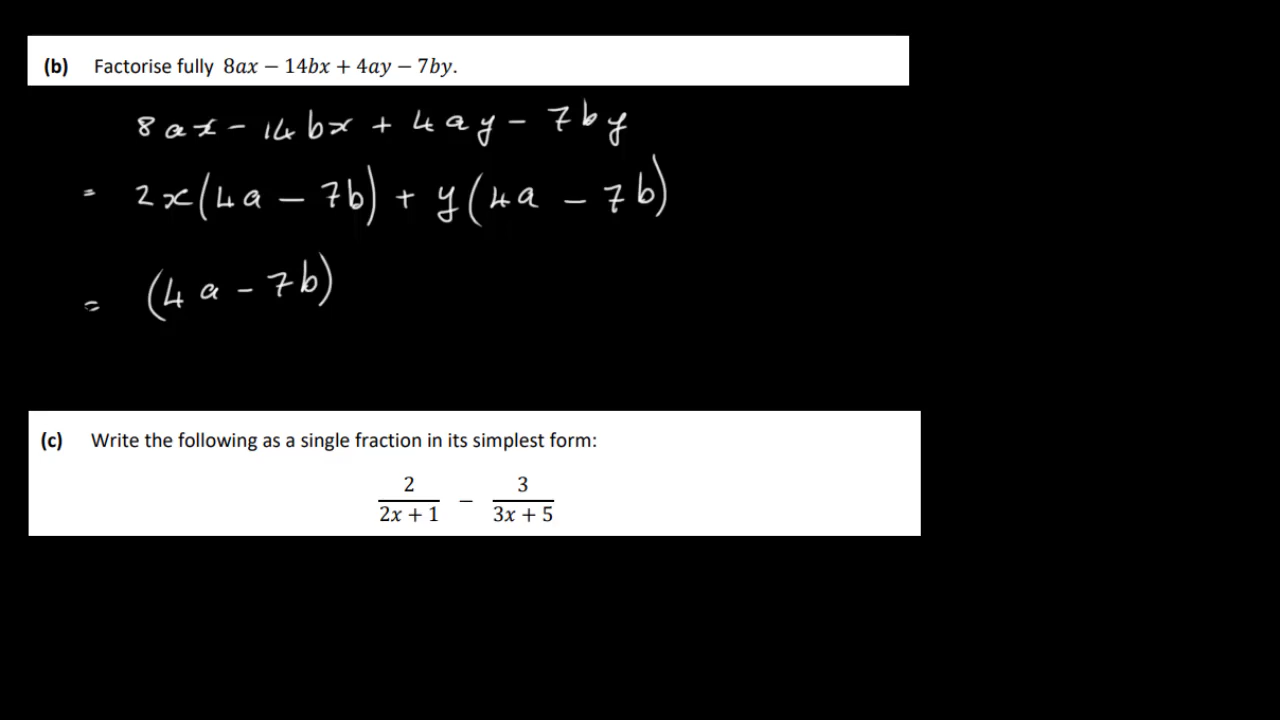 (b) Factorise fully 8ax − 14bx + 4ay − 7by.
8ax − 14bx + 4ay − 7by
= 2x(4a − 7b) + y(4a − 7b)
= (4a − 7b)
(c) Write the following as a single fraction in its simplest form:
2/(2x + 1) − 3/(3x + 5)